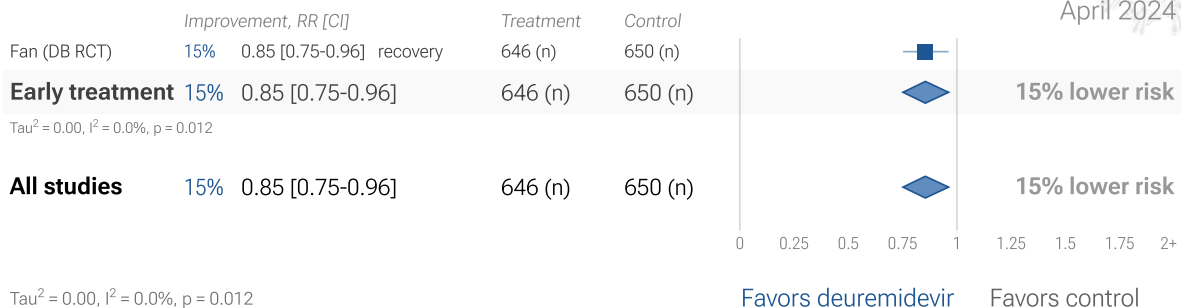 April 2024
Improvement, RR [CI] Treatment Control
Fan (DB RCT) 15% 0.85 [0.75-0.96] recovery 646 (n) 650 (n)
Early treatment 15% 0.85 [0.75-0.96] 646 (n) 650 (n) 15% lower risk
Tau² = 0.00, I² = 0.0%, p = 0.012
All studies 15% 0.85 [0.75-0.96] 646 (n) 650 (n) 15% lower risk
0 0.25 0.5 0.75 1 1.25 1.5 1.75 2+
Tau² = 0.00, I² = 0.0%, p = 0.012 Favors deuremidevir Favors control